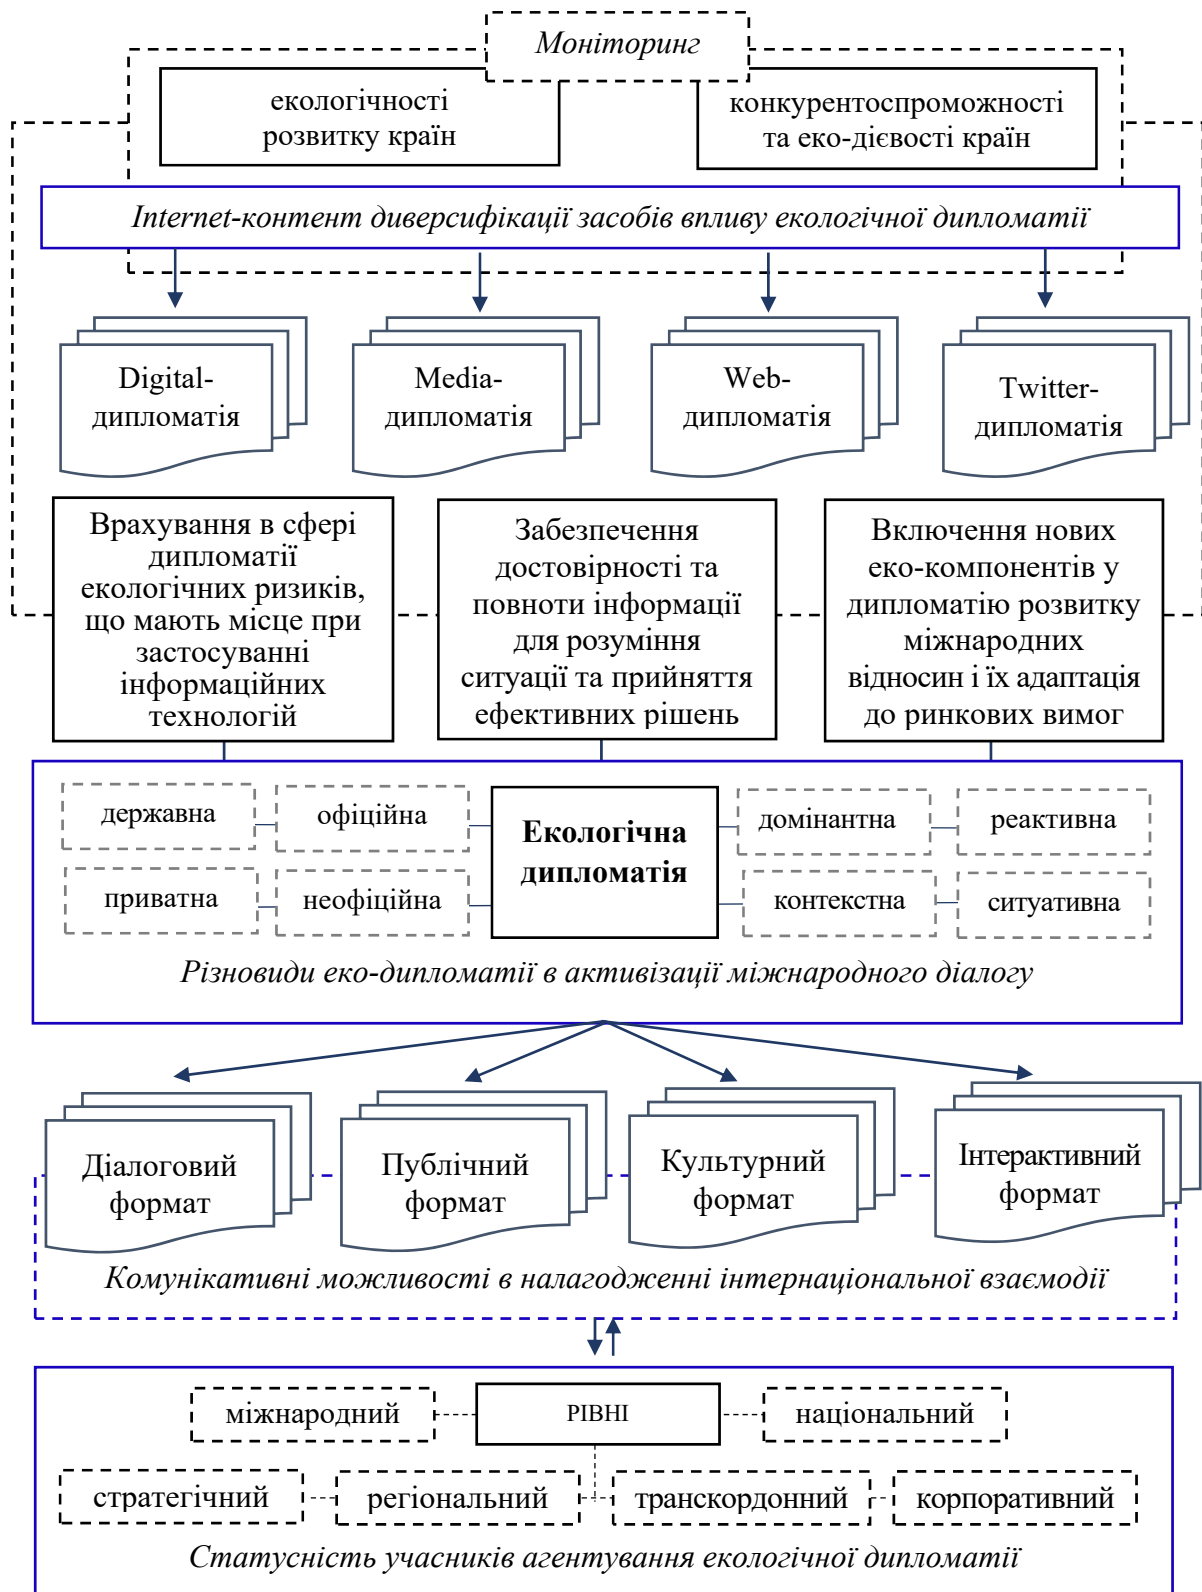 Моніторинг
екологічності
розвитку країн
конкурентоспроможності
та еко-дієвості країн
Internet-контент диверсифікації засобів впливу екологічної дипломатії
Digital-
дипломатія
Media-
дипломатія
Web-
дипломатія
Twitter-
дипломатія
Врахування в сфері
дипломатії
екологічних ризиків,
що мають місце при
застосуванні
інформаційних
технологій
Забезпечення
достовірності та
повноти інформації
для розуміння
ситуації та прийняття
ефективних рішень
Включення нових
еко-компонентів у
дипломатію розвитку
міжнародних
відносин і їх адаптація
до ринкових вимог
державна
офіційна
Екологічна
дипломатія
домінантна
реактивна
приватна
неофіційна
контекстна
ситуативна
Різновиди еко-дипломатії в активізації міжнародного діалогу
Діалоговий
формат
Публічний
формат
Культурний
формат
Інтерактивний
формат
Комунікативні можливості в налагодженні інтернаціональної взаємодії
міжнародний
РІВНІ
національний
стратегічний
регіональний
транскордонний
корпоративний
Статусність учасників агентування екологічної дипломатії